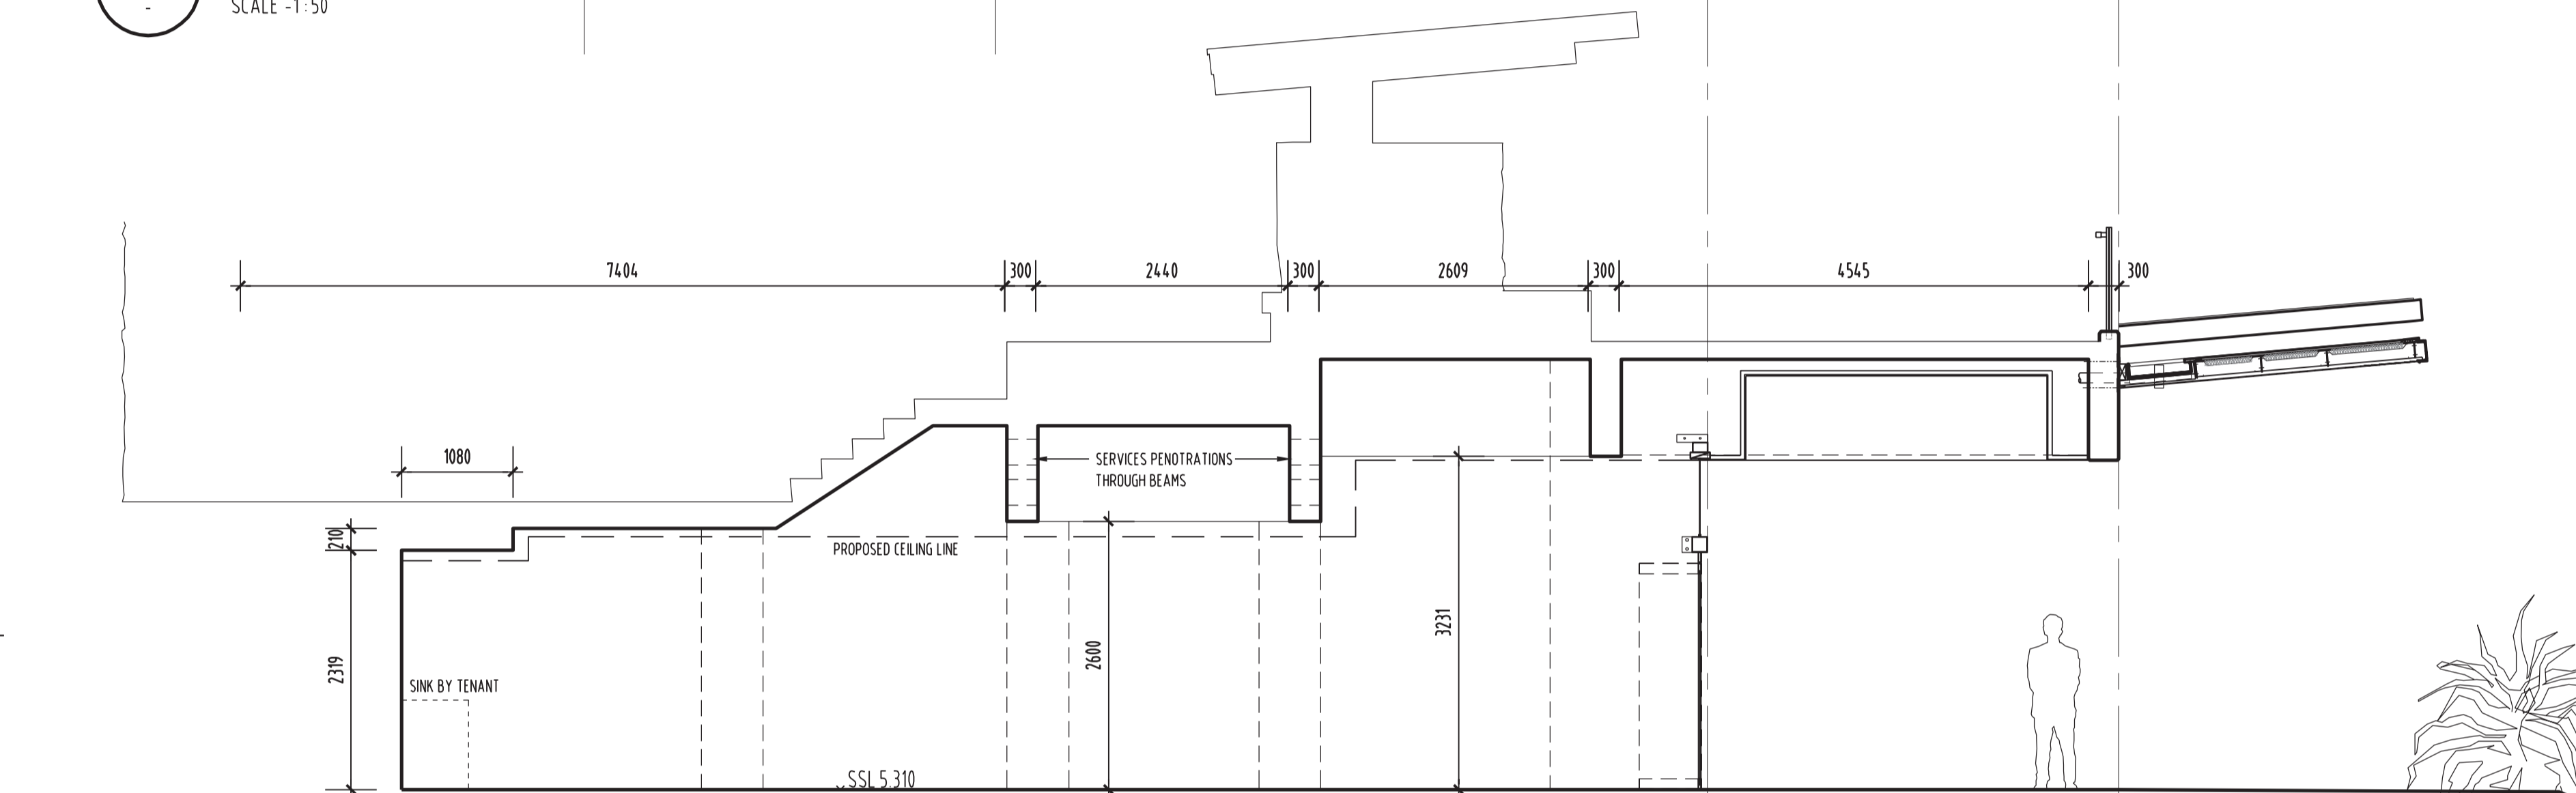 -
SCALE -1:50
7404
300
2440
300
2609
300
4545
300
1080
SERVICES PENOTRATIONS
THROUGH BEAMS
210
PROPOSED CEILING LINE
2319
2600
3231
SINK BY TENANT
SSL 5.310